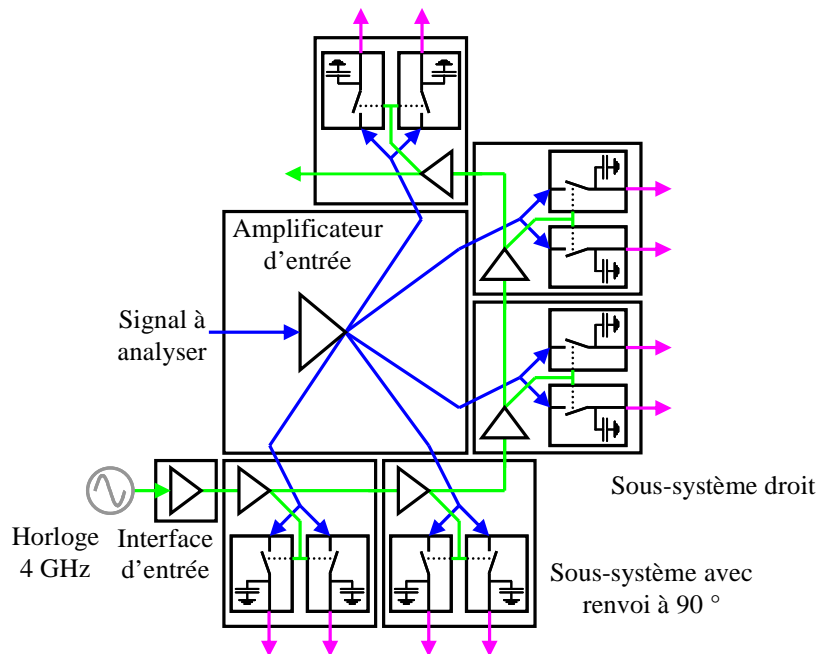 Amplificateur
d’entrée
Signal à
analyser
Sous-système droit
Horloge
4 GHz
Interface
d’entrée
Sous-système avec
renvoi à 90 °